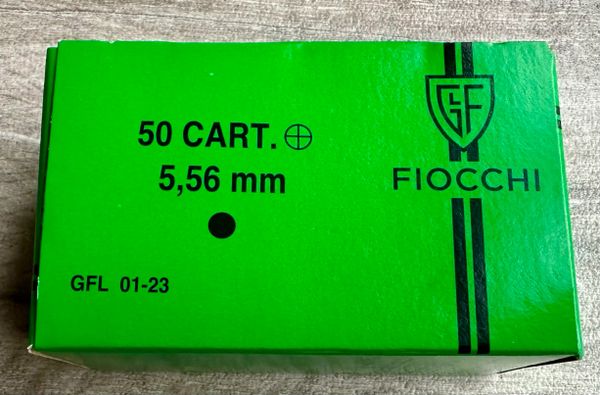 50 CART. ⊕
5,56 mm
GF
FIOCCHI
GFL 01-23